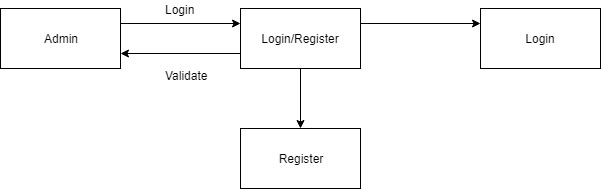 Login
Admin
Login/Register
Login
Validate
Register